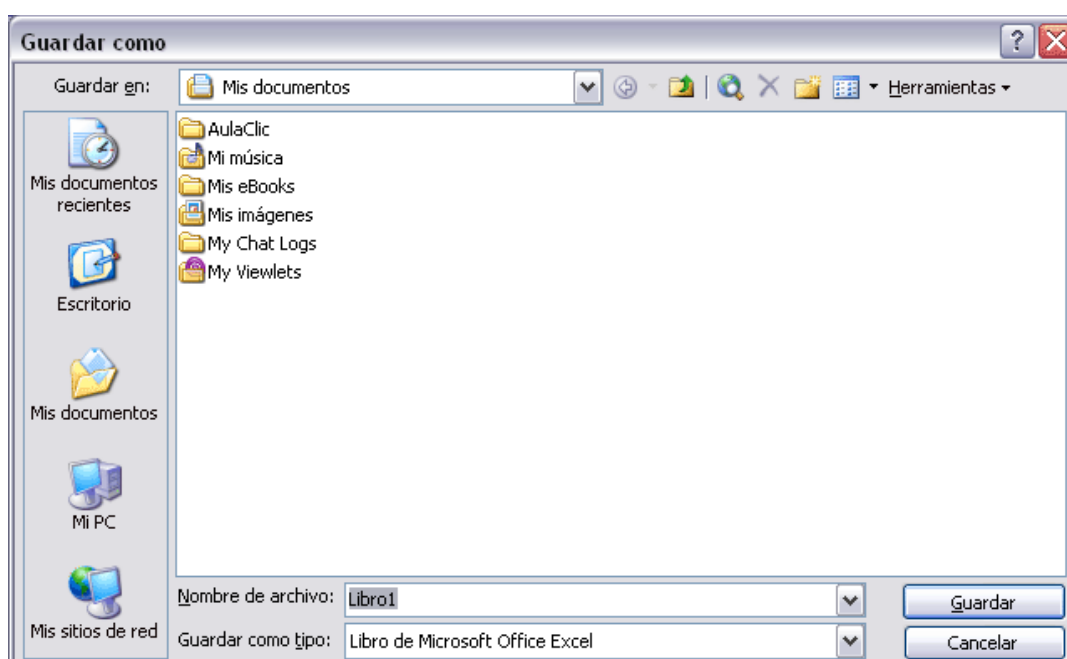 Guardar como
Guardar en: Mis documentos Herramientas
Mis documentos
recientes
Escritorio
Mis documentos
Mi PC
Mis sitios de red
AulaClic
Mi música
Mis eBooks
Mis imágenes
My Chat Logs
My Viewlets
Nombre de archivo: Libro1 Guardar
Guardar como tipo: Libro de Microsoft Office Excel Cancelar